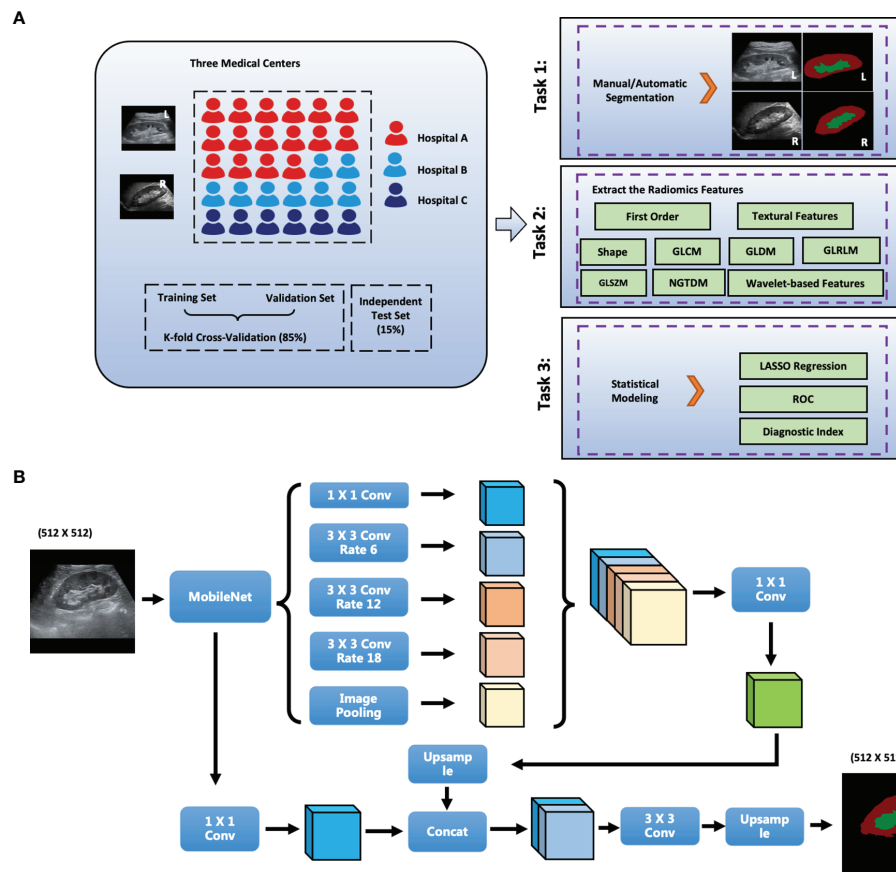 A
Three Medical Centers
L
R
Hospital A
Hospital B
Hospital C
Training Set
Validation Set
K-fold Cross-Validation (85%)
Independent
Test Set
(15%)
Task 1:
Manual/Automatic
Segmentation
L
L
R
R
Task 2:
Extract the Radiomics Features
First Order
Textural Features
Shape
GLCM
GLDM
GLRLM
GLSZM
NGTDM
Wavelet-based Features
Task 3:
Statistical
Modeling
LASSO Regression
ROC
Diagnostic Index
B
(512 X 512)
MobileNet
1 X 1 Conv
3 X 3 Conv
Rate 6
3 X 3 Conv
Rate 12
3 X 3 Conv
Rate 18
Image
Pooling
1 X 1
Conv
Upsamp
le
1 X 1
Conv
Concat
3 X 3
Conv
Upsamp
le
(512 X 51